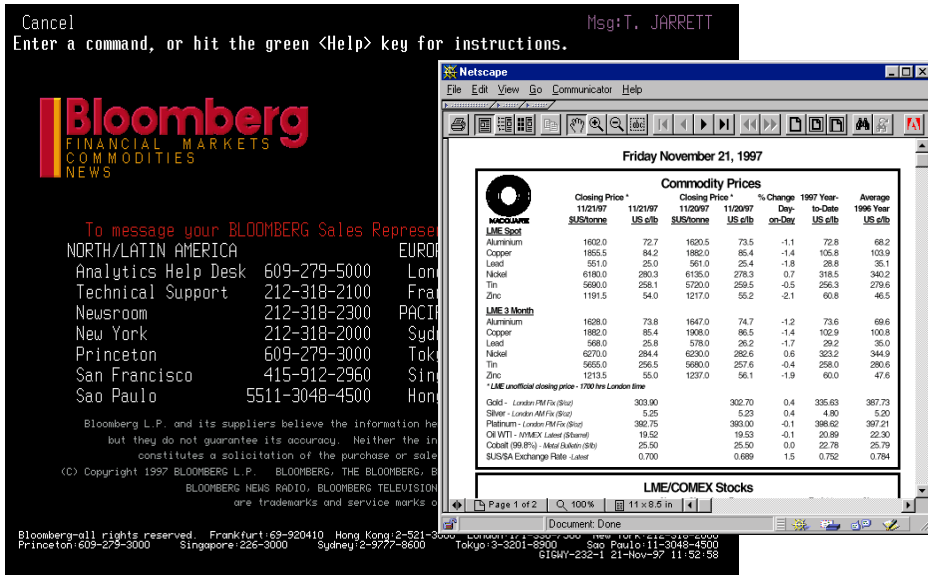 Cancel
Msg:T. JARRETT
Enter a command, or hit the green <Help> key for instructions.
Bloomberg
FINANCIAL MARKETS
COMMODITIES
NEWS
To message your BLOOMBERG Sales Represe
NORTH/LATIN AMERICA EUROP
Analytics Help Desk 609-279-5000 Lon
Technical Support 212-318-2100 Fra
Newsroom 212-318-2300 PACIF
New York 212-318-2000 Syd
Princeton 609-279-3000 Tok
San Francisco 415-912-2960 Sin
Sao Paulo 5511-3048-4500 Hon
Bloomberg L.P. and its suppliers believe the information he
but they do not guarantee its accuracy. Neither the in
constitutes a solicitation of the purchase or sale
(C) Copyright 1997 BLOOMBERG L.P. BLOOMBERG, THE BLOOMBERG, B
BLOOMBERG NEWS RADIO, BLOOMBERG TELEVISION
are trademarks and service marks o
Bloomberg-all rights reserved. Frankfurt:69-920410 Hong Kong:2-521-3000 London:171-330-7500 New York:212-318-2000
Princeton:609-279-3000 Singapore:226-3000 Sydney:2-9777-8600 Tokyo:3-3201-8900 Sao Paulo:11-3048-4500
GIGWY-232-1 21-Nov-97 11:52:58
Netscape
File Edit View Go Communicator Help
Friday November 21, 1997
MACQUARIE
Commodity Prices
Closing Price * Closing Price * % Change 1997 Year- Average
11/21/97 11/21/97 11/20/97 11/20/97 Day- to-Date 1996 Year
$US/tonne US ¢/lb $US/tonne US ¢/lb on-Day US ¢/lb US ¢/lb
LME Spot
Aluminium 1602.0 72.7 1620.5 73.5 -1.1 72.8 68.2
Copper 1855.5 84.2 1882.0 85.4 -1.4 105.8 103.9
Lead 551.0 25.0 561.0 25.4 -1.8 28.8 35.1
Nickel 6180.0 280.3 6135.0 278.3 0.7 318.5 340.2
Tin 5690.0 258.1 5720.0 259.5 -0.5 256.3 279.6
Zinc 1191.5 54.0 1217.0 55.2 -2.1 60.8 46.5
LME 3 Month
Aluminium 1628.0 73.8 1647.0 74.7 -1.2 73.6 69.6
Copper 1882.0 85.4 1908.0 86.5 -1.4 102.9 100.8
Lead 568.0 25.8 578.0 26.2 -1.7 29.2 35.0
Nickel 6270.0 284.4 6230.0 282.6 0.6 323.2 344.9
Tin 5655.0 256.5 5680.0 257.6 -0.4 258.0 280.6
Zinc 1213.5 55.0 1237.0 56.1 -1.9 60.0 47.6
* LME unofficial closing price - 1700 hrs London time
Gold - London PM Fix ($/oz) 303.90 302.70 0.4 335.63 387.73
Silver - London AM Fix ($/oz) 5.25 5.23 0.4 4.80 5.20
Platinum - London PM Fix ($/oz) 392.75 393.00 -0.1 398.62 397.21
Oil WTI - NYMEX Latest ($/barrel) 19.52 19.53 -0.1 20.89 22.30
Cobalt (99.8%) - Metal Bulletin ($/lb) 25.50 25.50 0.0 22.78 25.79
$US/$A Exchange Rate - Latest 0.700 0.689 1.5 0.752 0.784
LME/COMEX Stocks
Page 1 of 2 100% 11 x 8.5 in
Document: Done